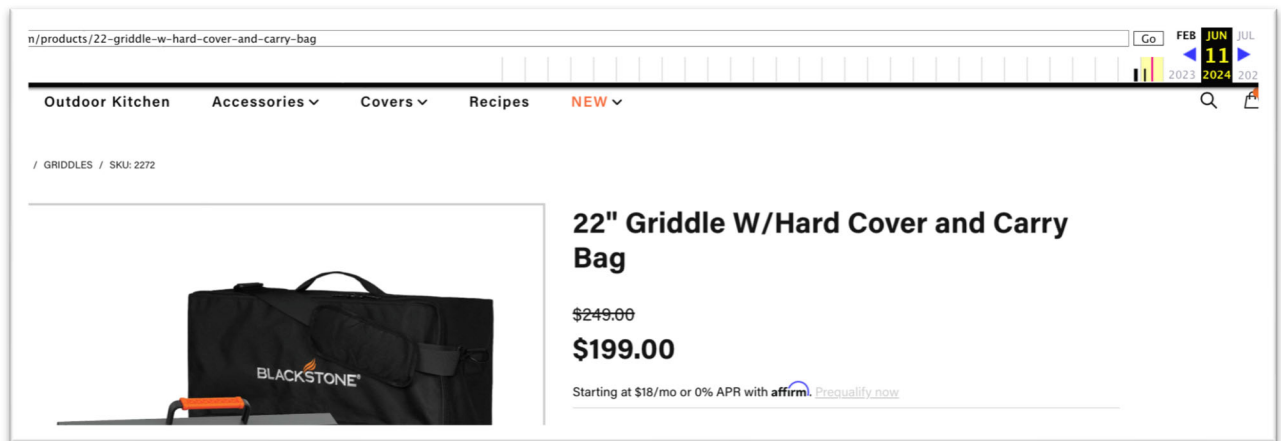 n/products/22-griddle-w-hard-cover-and-carry-bag
Go
FEB JUN JUL
11
2023 2024 202
Outdoor Kitchen Accessories Covers Recipes NEW
/ GRIDDLES / SKU: 2272
22" Griddle W/Hard Cover and Carry
Bag
$249.00
$199.00
Starting at $18/mo or 0% APR with affirm. Prequalify now
BLACKSTONE®